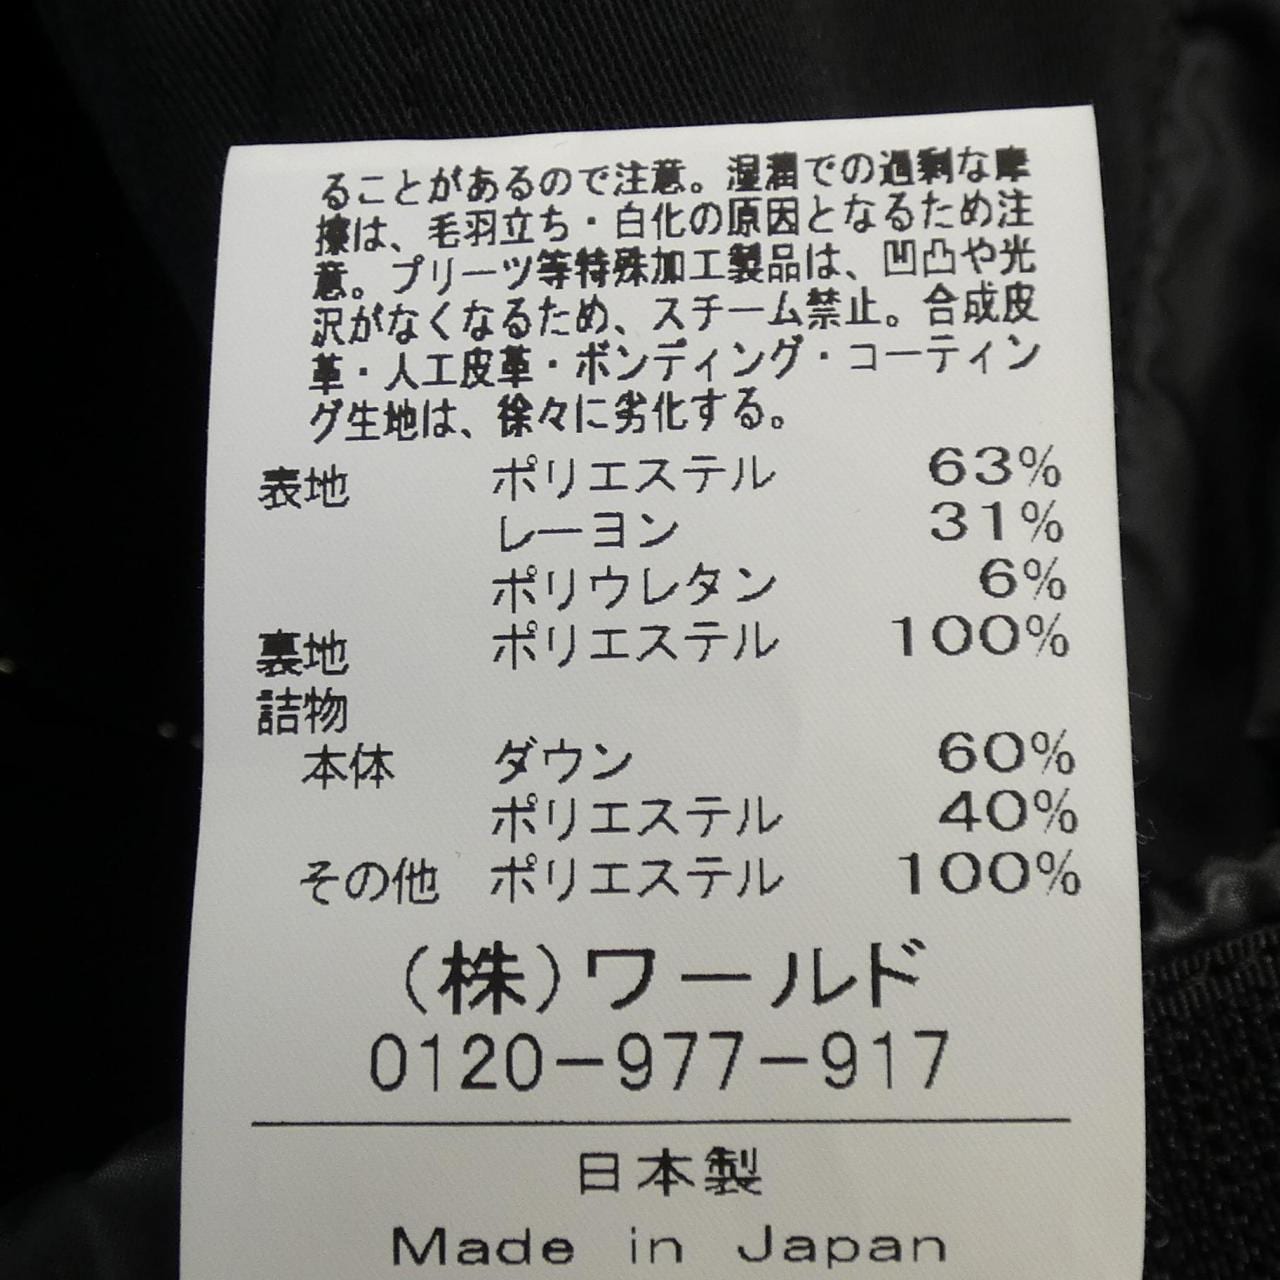 ることがあるので注意。湿潤での過剰な摩
擦は、毛羽立ち・白化の原因となるため注
意。プリーツ等特殊加工製品は、凹凸や光
沢がなくなるため、スチーム禁止。合成皮
革・人工皮革・ボンディング・コーティン
グ生地は、徐々に劣化する。
表地 ポリエステル 63%
レーヨン 31%
ポリウレタン 6%
裏地 ポリエステル 100%
詰物
本体 ダウン 60%
ポリエステル 40%
その他 ポリエステル 100%
(株)ワールド
0120-977-917
日本製
Made in Japan